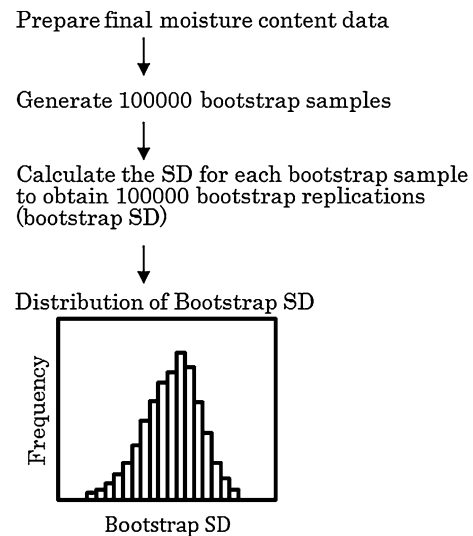 Prepare final moisture content data
Generate 100000 bootstrap samples
Calculate the SD for each bootstrap sample
to obtain 100000 bootstrap replications
(bootstrap SD)
Distribution of Bootstrap SD
Frequency
Bootstrap SD